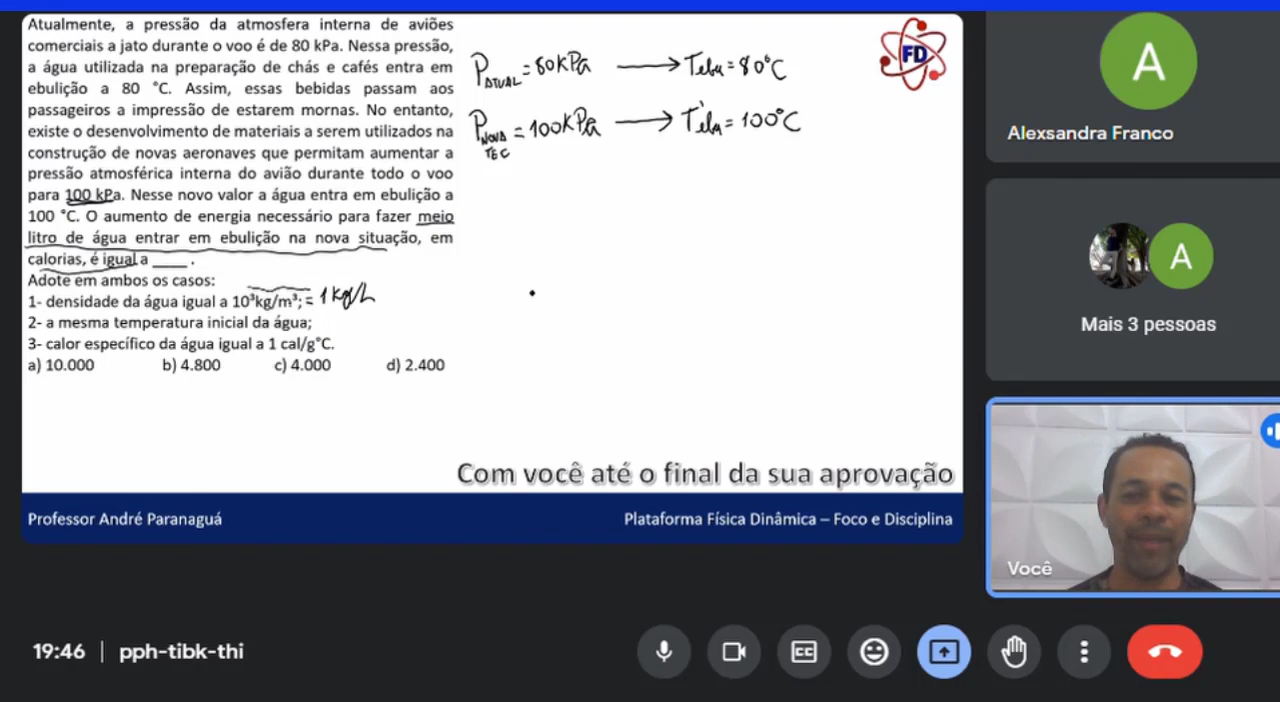 Atualmente, a pressão da atmosfera interna de aviões
comerciais a jato durante o voo é de 80 kPa. Nessa pressão,
a água utilizada na preparação de chás e cafés entra em
ebulição a 80 °C. Assim, essas bebidas passam aos
passageiros a impressão de estarem mornas. No entanto,
existe o desenvolvimento de materiais a serem utilizados na
construção de novas aeronaves que permitam aumentar a
pressão atmosférica interna do avião durante todo o voo
para 100 kPa. Nesse novo valor a água entra em ebulição a
100 °C. O aumento de energia necessário para fazer meio
litro de água entrar em ebulição na nova situação, em
calorias, é igual a ____ .
Adote em ambos os casos:
1- densidade da água igual a 10³kg/m³; = 1 kg/L
2- a mesma temperatura inicial da água;
3- calor específico da água igual a 1 cal/g°C.
a) 10.000 b) 4.800 c) 4.000 d) 2.400
P ATUAL = 80 kPa → Tebu = 80°C
P NOVA TEC = 100 kPa → T'ebu = 100°C
FD
Com você até o final da sua aprovação
Professor André Paranaguá
Plataforma Física Dinâmica – Foco e Disciplina
A
Alexsandra Franco
A
Mais 3 pessoas
Você
19:46 | pph-tibk-thi
CC